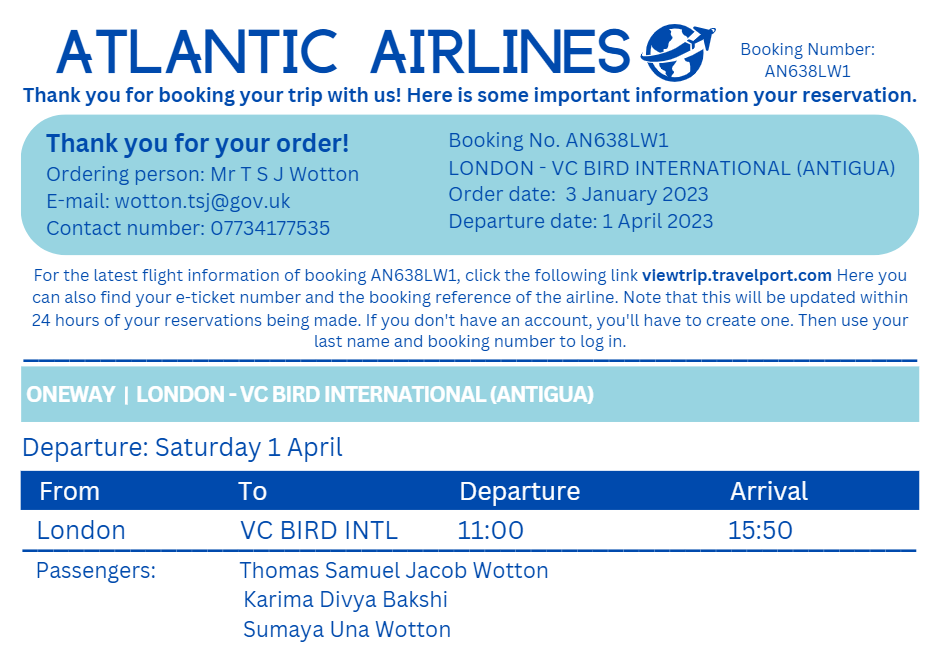 ATLANTIC AIRLINES
Booking Number:
AN638LW1
Thank you for booking your trip with us! Here is some important information your reservation.
Thank you for your order!
Ordering person: Mr T S J Wotton
E-mail: wotton.tsj@gov.uk
Contact number: 07734177535
Booking No. AN638LW1
LONDON - VC BIRD INTERNATIONAL (ANTIGUA)
Order date: 3 January 2023
Departure date: 1 April 2023
For the latest flight information of booking AN638LW1, click the following link viewtrip.travelport.com Here you
can also find your e-ticket number and the booking reference of the airline. Note that this will be updated within
24 hours of your reservations being made. If you don't have an account, you'll have to create one. Then use your
last name and booking number to log in.
ONEWAY | LONDON - VC BIRD INTERNATIONAL (ANTIGUA)
Departure: Saturday 1 April
From To Departure Arrival
London VC BIRD INTL 11:00 15:50
Passengers: Thomas Samuel Jacob Wotton
Karima Divya Bakshi
Sumaya Una Wotton